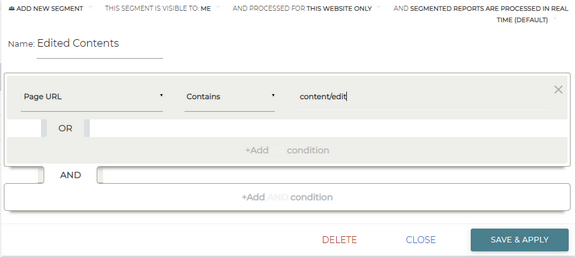 ADD NEW SEGMENT THIS SEGMENT IS VISIBLE TO: ME AND PROCESSED FOR THIS WEBSITE ONLY AND SEGMENTED REPORTS ARE PROCESSED IN REAL
TIME (DEFAULT)
Name: Edited Contents
Page URL Contains content/edit
OR
+Add condition
AND
+Add AND condition
DELETE CLOSE SAVE & APPLY